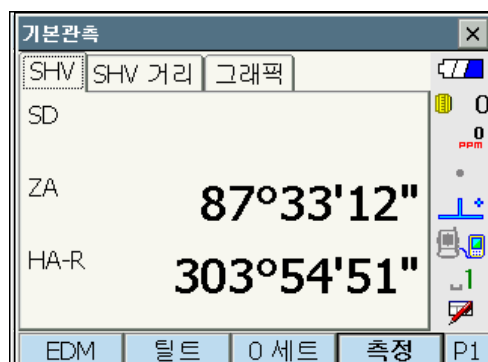 기본관측
SHV SHV 거리 그래픽
SD
0
0
PPM
ZA 87°33'12"
HA-R 303°54'51"
1
EDM 틸트 0 세트 측정 P1